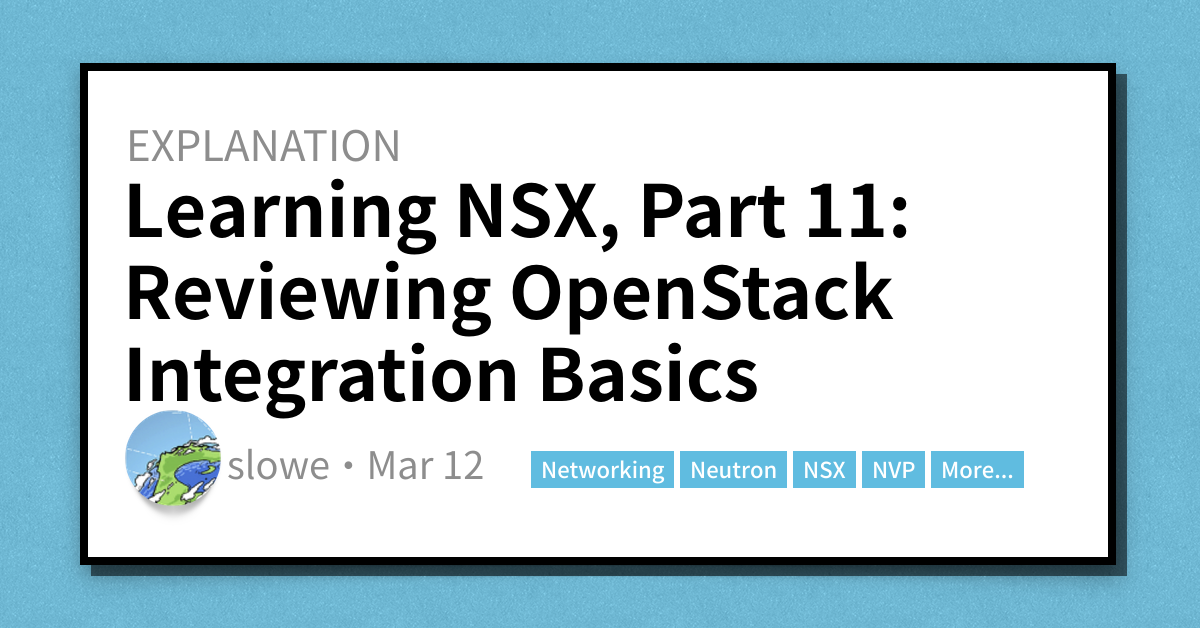 EXPLANATION
Learning NSX, Part 11:
Reviewing OpenStack
Integration Basics
slowe • Mar 12 Networking Neutron NSX NVP More...